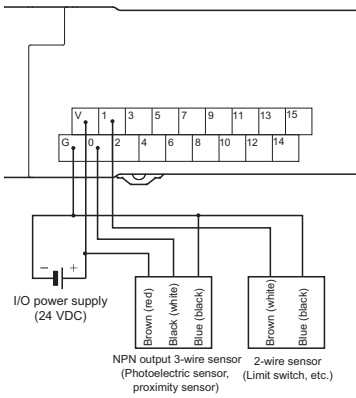 V 1 3 5 7 9 11 13 15
G 0 2 4 6 8 10 12 14
− +
I/O power supply
(24 VDC)
Brown (red)
Black (white)
Blue (black)
Brown (white)
Blue (black)
NPN output 3-wire sensor
(Photoelectric sensor,
proximity sensor)
2-wire sensor
(Limit switch, etc.)